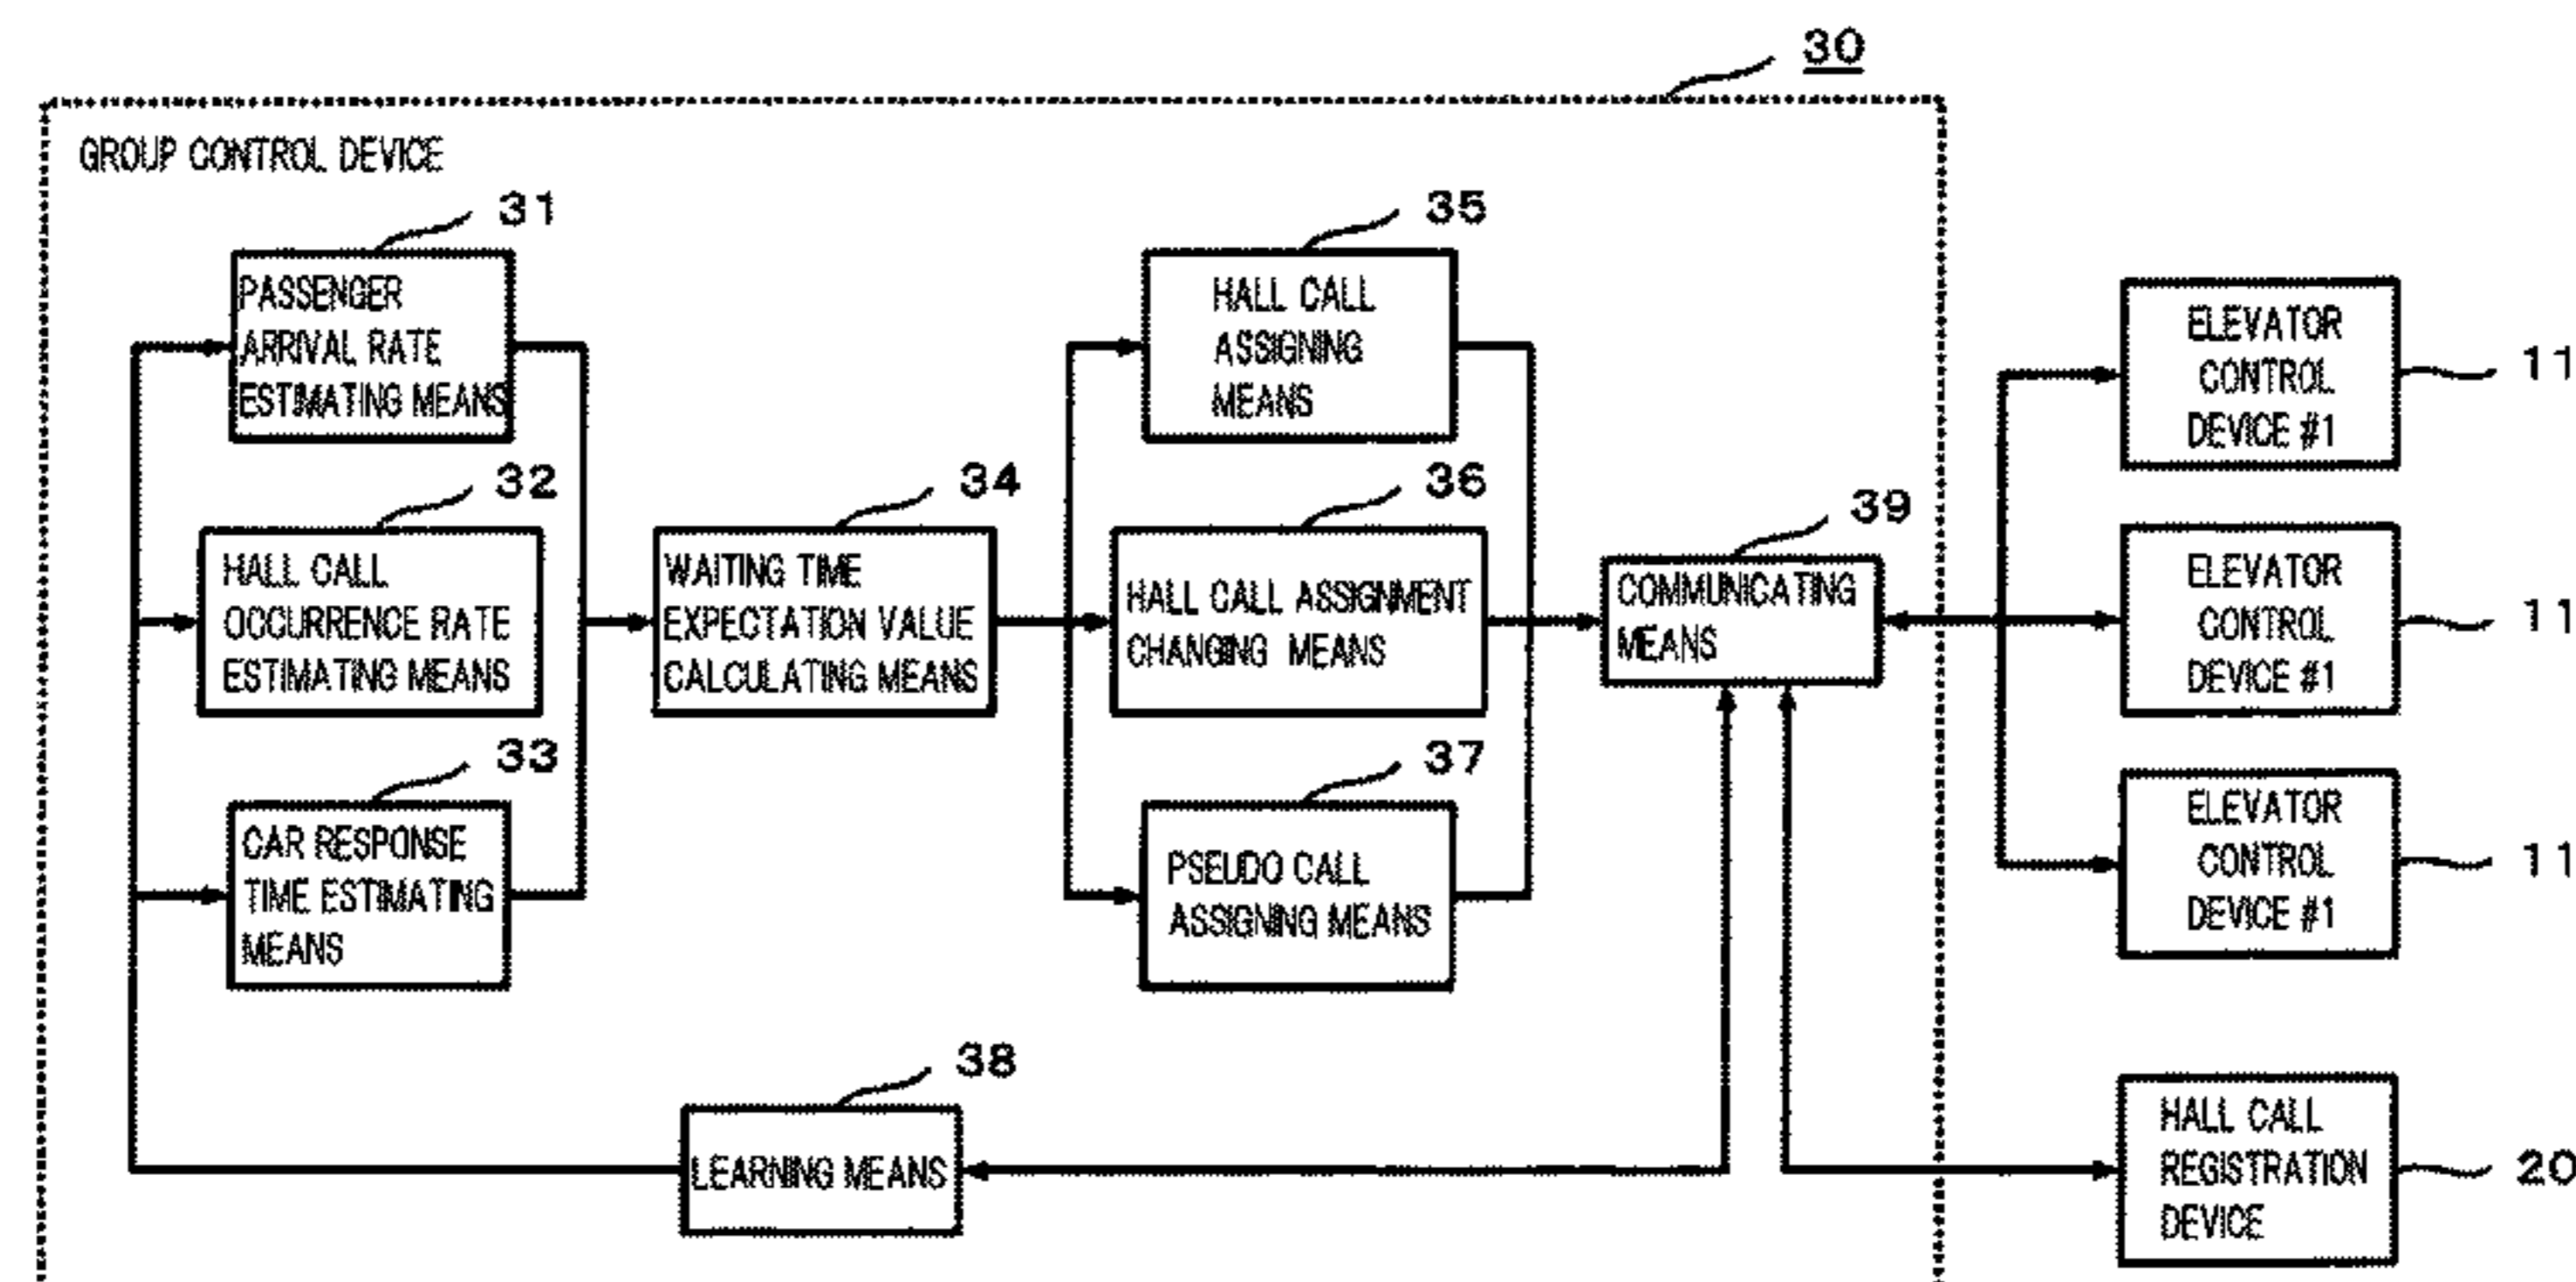 30
GROUP CONTROL DEVICE
31
PASSENGER
ARRIVAL RATE
ESTIMATING MEANS
32
HALL CALL
OCCURRENCE RATE
ESTIMATING MEANS
33
CAR RESPONSE
TIME ESTIMATING
MEANS
34
WAITING TIME
EXPECTATION VALUE
CALCULATING MEANS
35
HALL CALL
ASSIGNING
MEANS
36
HALL CALL ASSIGNMENT
CHANGING MEANS
37
PSEUDO CALL
ASSIGNING MEANS
38
LEARNING MEANS
39
COMMUNICATING
MEANS
ELEVATOR
CONTROL
DEVICE #1
11
ELEVATOR
CONTROL
DEVICE #1
11
ELEVATOR
CONTROL
DEVICE #1
11
HALL CALL
REGISTRATION
DEVICE
20